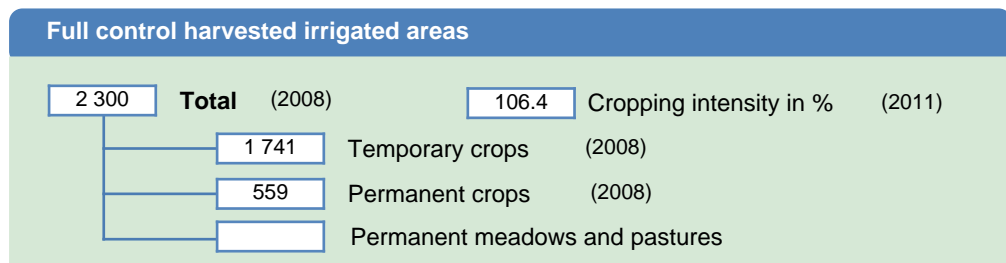 Full control harvested irrigated areas
2 300 Total (2008) 106.4 Cropping intensity in % (2011)
1 741 Temporary crops (2008)
559 Permanent crops (2008)
Permanent meadows and pastures